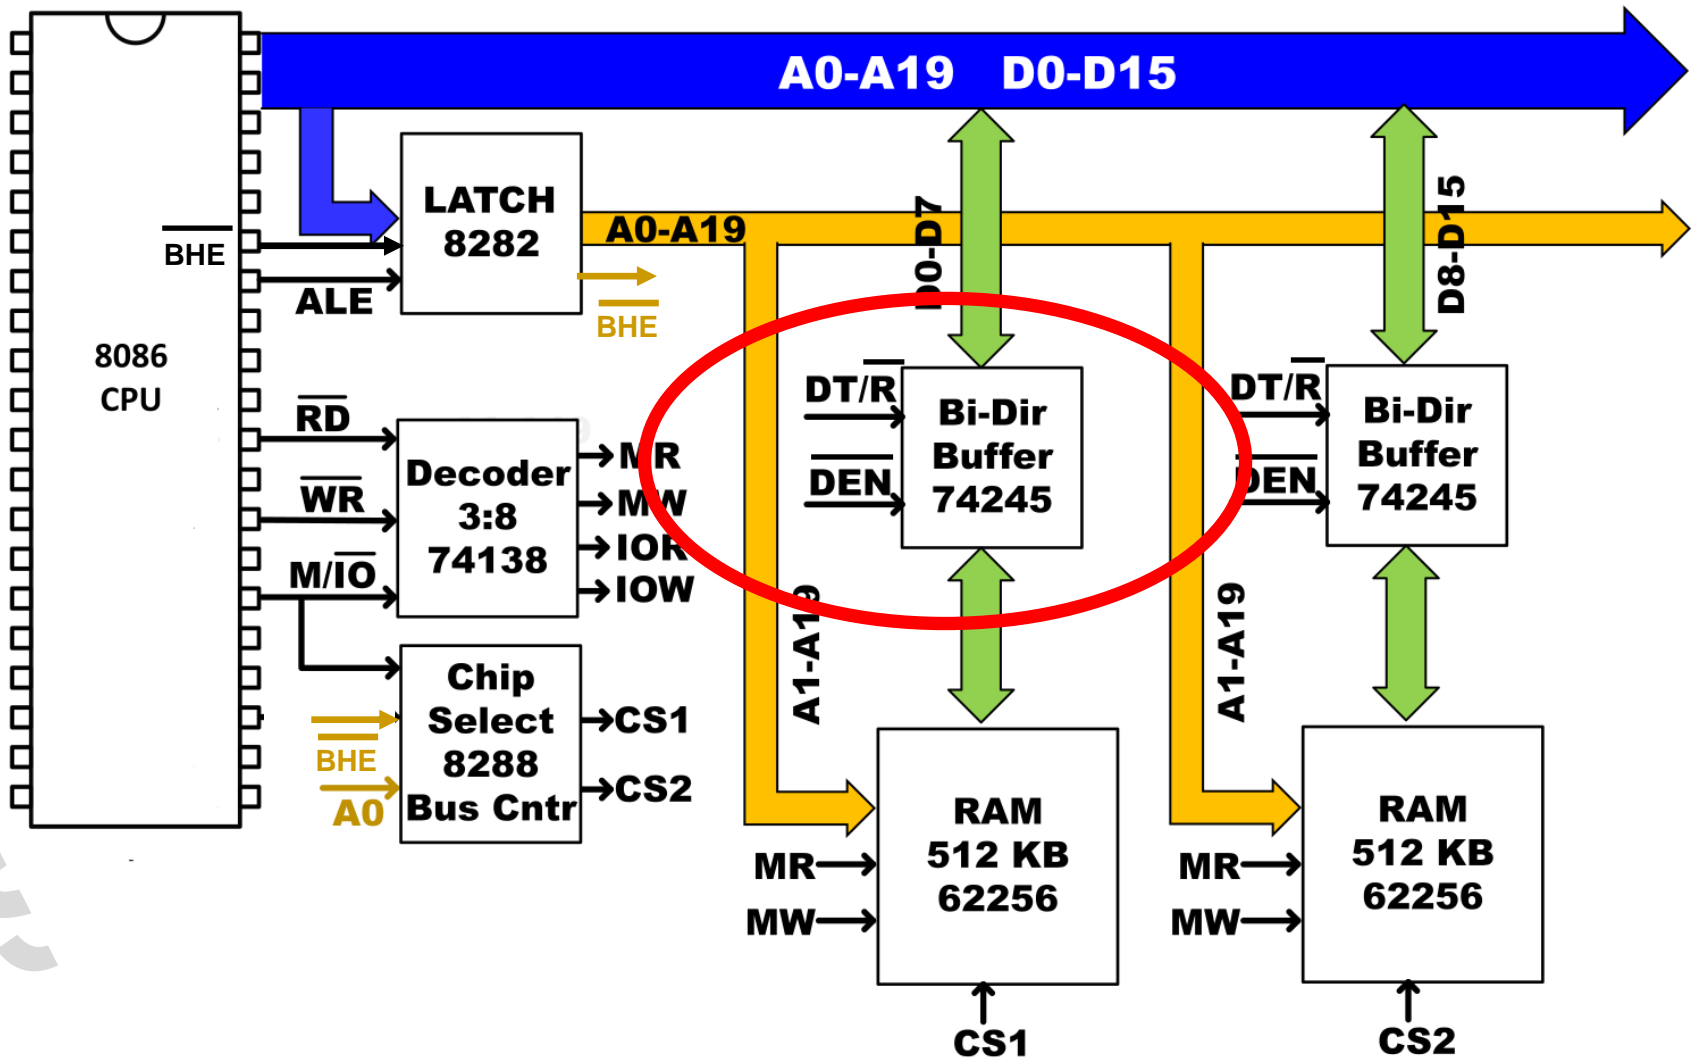 A0-A19 D0-D15
LATCH
8282
A0-A19
BHE
BHE
ALE
D0-D7
D8-D15
8086
CPU
RD
WR
M/IO
Decoder
3:8
74138
MR
MW
IOR
IOW
DT/R
DEN
Bi-Dir
Buffer
74245
DT/R
DEN
Bi-Dir
Buffer
74245
Chip
Select
8288
Bus Cntr
BHE
A0
CS1
CS2
A1-A19
A1-A19
RAM
512 KB
62256
MR
MW
CS1
RAM
512 KB
62256
MR
MW
CS2